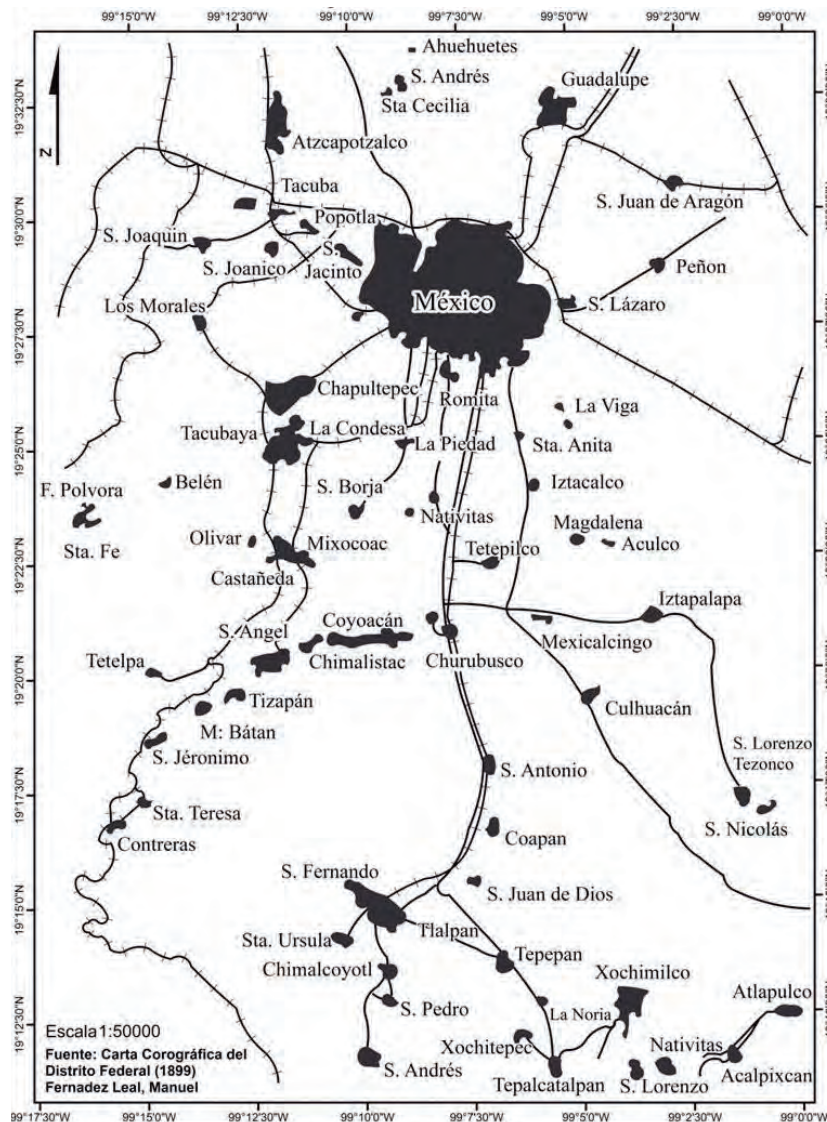 99°15'0"W 99°12'30"W 99°10'0"W 99°7'30"W 99°5'0"W 99°2'30"W 99°0'0"W
Ahuehuetes
S. Andrés
Sta Cecilia
Guadalupe
19°32'30"N
N
Atzcapotzalco
Tacuba
S. Juan de Aragón
19°30'0"N
Popotla
S. Joaqüin
S. Joanico
S.
Jacinto
Peñon
Los Morales
México
S. Lázaro
19°27'30"N
Chapultepec
Romita
La Viga
Tacubaya
La Condesa
La Piedad
Sta. Anita
19°25'0"N
F. Polvora
Belén
S. Borja
Iztacalco
Sta. Fe
Olivar
Mixocoac
Nativitas
Magdalena
Tetepilco
Aculco
19°22'30"N
Castañeda
S. Angel
Coyoacán
Iztapalapa
Tetelpa
Chimalistac
Churubusco
Mexicalcingo
19°20'0"N
Tizapán
M: Bátan
Culhuacán
S. Jéronimo
S. Lorenzo
Tezonco
S. Antonio
19°17'30"N
Sta. Teresa
S. Nicolás
Contreras
Coapan
S. Fernando
S. Juan de Dios
19°15'0"N
Sta. Ursula
Tlalpan
Chimalcoyotl
Tepepan
Xochimilco
S. Pedro
La Noria
Atlapulco
19°12'30"N
Escala 1:50000
Xochitepec
Nativitas
Fuente: Carta Corográfica del
Distrito Federal (1899)
Fernadez Leal, Manuel
S. Andrés
Tepalcatalpan
S. Lorenzo
Acalpixcan
99°17'30"W 99°15'0"W 99°12'30"W 99°10'0"W 99°7'30"W 99°5'0"W 99°2'30"W 99°0'0"W